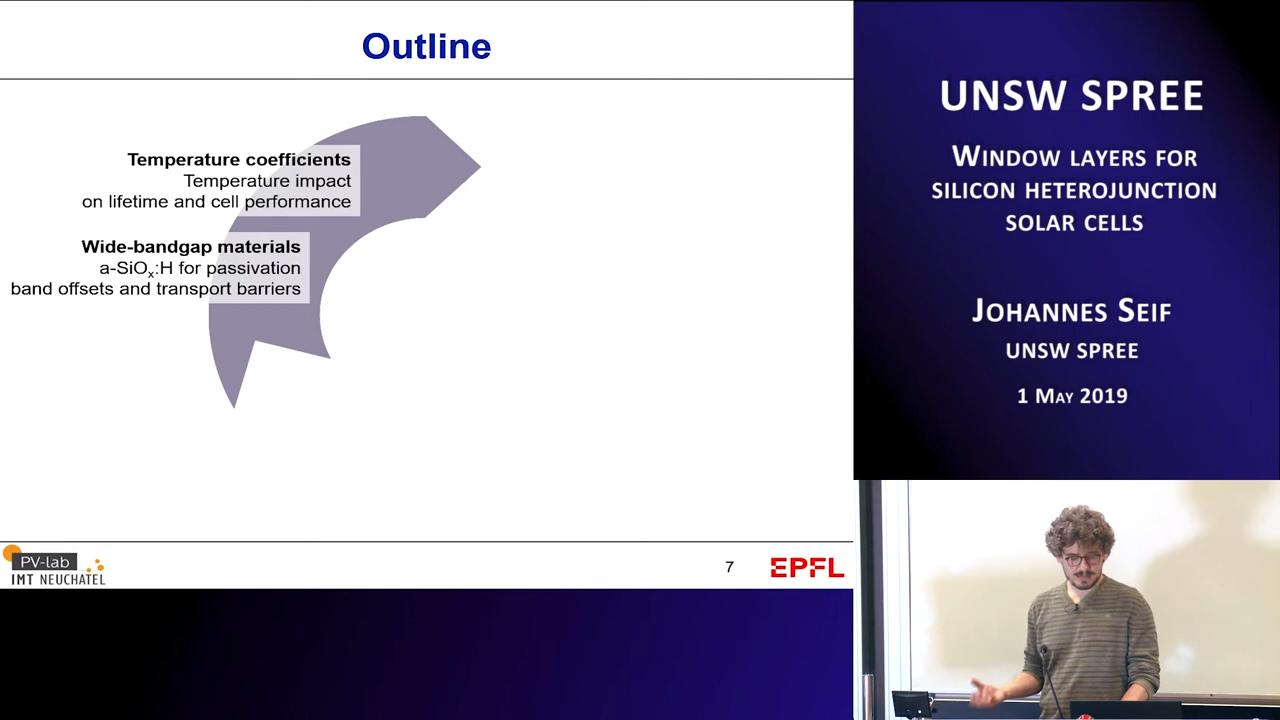 Outline
Temperature coefficients
Temperature impact
on lifetime and cell performance
Wide-bandgap materials
a-SiOx:H for passivation
band offsets and transport barriers
PV-lab
IMT NEUCHATEL
7
EPFL
UNSW SPREE
WINDOW LAYERS FOR
SILICON HETEROJUNCTION
SOLAR CELLS
JOHANNES SEIF
UNSW SPREE
1 MAY 2019